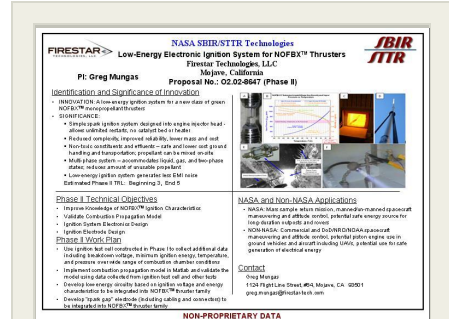 FIRESTAR
TECHNOLOGIES, LLC
NASA SBIR/STTR Technologies
Low-Energy Electronic Ignition System for NOFBX™ Thrusters
Firestar Technologies, LLC
Mojave, California
PI: Greg Mungas
Proposal No.: O2.02-8647 (Phase II)
SBIR
STTR
Identification and Significance of Innovation
• INNOVATION: A low-energy ignition system for a new class of green
NOFBX™ monopropellant thrusters
• SIGNIFICANCE:
• Simple spark ignition system designed into engine injector head -
allows unlimited restarts, no catalyst bed or heater
• Reduced complexity, improved reliability, lower mass and cost
• Non-toxic constituents and effluents – safe and lower cost ground
handling and transportation; propellant can be mixed on-site
• Multi-phase system – accommodates liquid, gas, and two-phase
states; reduces amount of unusable propellant
• Low-energy ignition system generates less EMI noise
Estimated Phase II TRL: Beginning 3, End 5
Phase II Technical Objectives
• Improve Knowledge of NOFBX™ Ignition Characteristics
• Validate Combustion Propagation Model
• Ignition System Electronics Design
• Ignition Electrode Design
Phase II Work Plan
• Use ignition test cell constructed in Phase I to collect additional data
including breakdown voltage, minimum ignition energy, temperature,
and pressure over wide range of combustion chamber conditions
• Implement combustion propagation model in Matlab and validate the
model using data collected from ignition test cell and other tests
• Develop low energy circuitry based on ignition voltage and energy
characteristics to be integrated into NOFBX™ thruster family
• Develop "spark gap" electrode (including cabling and connectors) to
be integrated into NOFBX™ thruster family
NASA and Non-NASA Applications
• NASA: Mars sample return mission, manned/un-manned spacecraft
maneuvering and attitude control, potential safe energy source for
long duration outposts and rovers
• NON-NASA: Commercial and DoD/NRO/NOAA spacecraft
maneuvering and attitude control, potential piston engine use in
ground vehicles and aircraft including UAVs, potential use for safe
generation of electrical energy
Contact
Greg Mungas
1124 Flight Line Street, #54, Mojave, CA 93501
greg.mungas@firestar-tech.com
NON-PROPRIETARY DATA